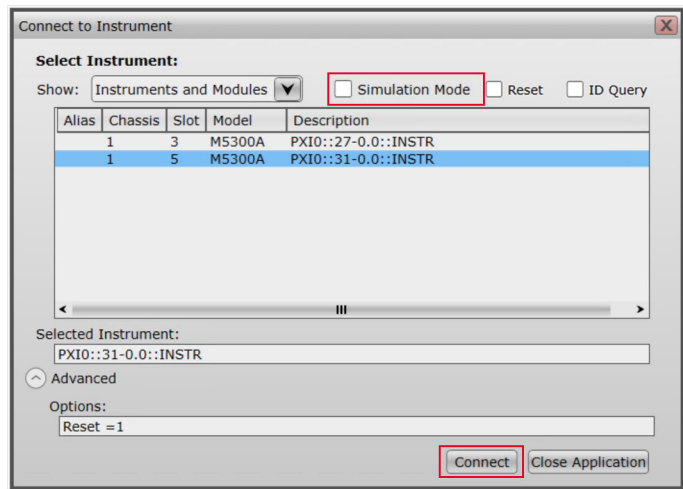 Connect to Instrument
Select Instrument:
Show: Instruments and Modules Simulation Mode Reset ID Query
Alias Chassis Slot Model Description
1 3 M5300A PXI0::27-0.0::INSTR
1 5 M5300A PXI0::31-0.0::INSTR
Selected Instrument:
PXI0::31-0.0::INSTR
Advanced
Options:
Reset =1
Connect Close Application